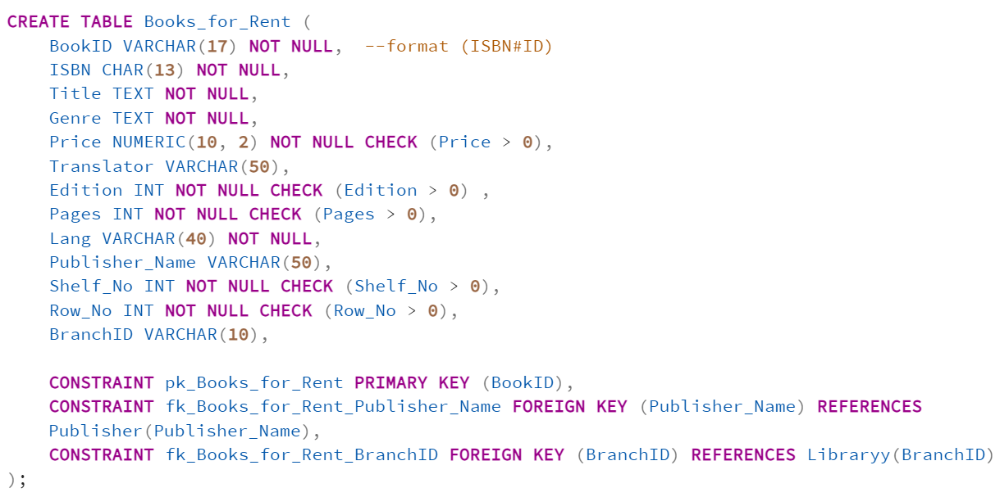 CREATE TABLE Books_for_Rent (
    BookID VARCHAR(17) NOT NULL,  --format (ISBN#ID)
    ISBN CHAR(13) NOT NULL,
    Title TEXT NOT NULL,
    Genre TEXT NOT NULL,
    Price NUMERIC(10, 2) NOT NULL CHECK (Price > 0),
    Translator VARCHAR(50),
    Edition INT NOT NULL CHECK (Edition > 0) ,
    Pages INT NOT NULL CHECK (Pages > 0),
    Lang VARCHAR(40) NOT NULL,
    Publisher_Name VARCHAR(50),
    Shelf_No INT NOT NULL CHECK (Shelf_No > 0),
    Row_No INT NOT NULL CHECK (Row_No > 0),
    BranchID VARCHAR(10),

    CONSTRAINT pk_Books_for_Rent PRIMARY KEY (BookID),
    CONSTRAINT fk_Books_for_Rent_Publisher_Name FOREIGN KEY (Publisher_Name) REFERENCES
    Publisher(Publisher_Name),
    CONSTRAINT fk_Books_for_Rent_BranchID FOREIGN KEY (BranchID) REFERENCES Libraryy(BranchID)
);